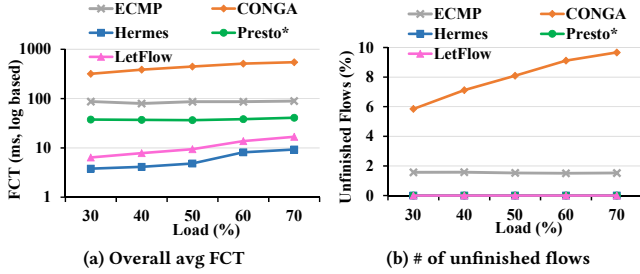 ECMP CONGA
Hermes Presto*
LetFlow
FCT (ms, log based)
1000
100
10
1
30 40 50 60 70
Load (%)
(a) Overall avg FCT
ECMP CONGA
Hermes Presto*
LetFlow
Unfinished Flows (%)
10
8
6
4
2
0
30 40 50 60 70
Load (%)
(b) # of unfinished flows